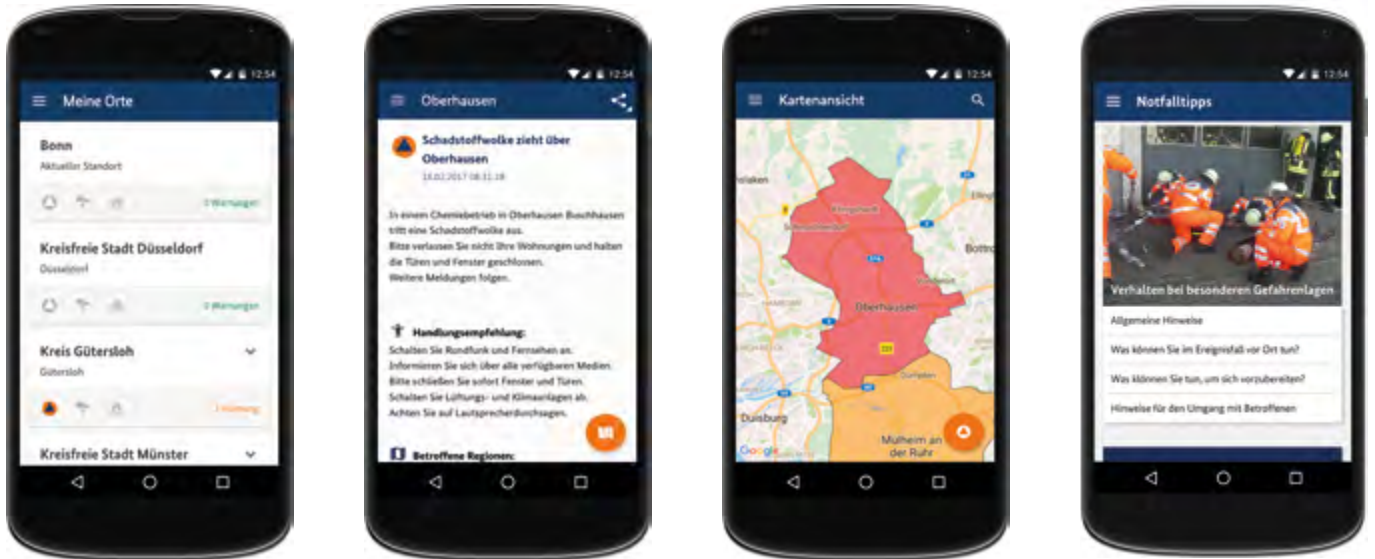 12:54
Meine Orte
Bonn
Aktueller Standort
0 Warnungen
Kreisfreie Stadt Düsseldorf
Düsseldorf
0 Warnungen
Kreis Gütersloh
Gütersloh
1 Warnung
Kreisfreie Stadt Münster
12:54
Oberhausen
Schadstoffwolke zieht über
Oberhausen
In einem Chemiebetrieb in Oberhausen Buschhausen
tritt eine Schadstoffwolke aus.
Bitte verlassen Sie nicht Ihre Wohnungen und halten
die Türen und Fenster geschlossen.
Weitere Meldungen folgen.
Handlungsempfehlung:
Schalten Sie Rundfunk und Fernsehen an.
Informieren Sie sich über alle verfügbaren Medien.
Bitte schließen Sie sofort Fenster und Türen.
Schalten Sie Lüftungs- und Klimaanlagen ab.
Achten Sie auf Lautsprecherdurchsagen.
Betroffene Regionen:
12:54
Kartenansicht
Oberhausen
Duisburg
Mülheim an
der Ruhr
Google
12:54
Notfalltipps
Verhalten bei besonderen Gefahrenlagen
Allgemeine Hinweise
Was können Sie im Ereignisfall vor Ort tun?
Was können Sie tun, um sich vorzubereiten?
Hinweise für den Umgang mit Betroffenen